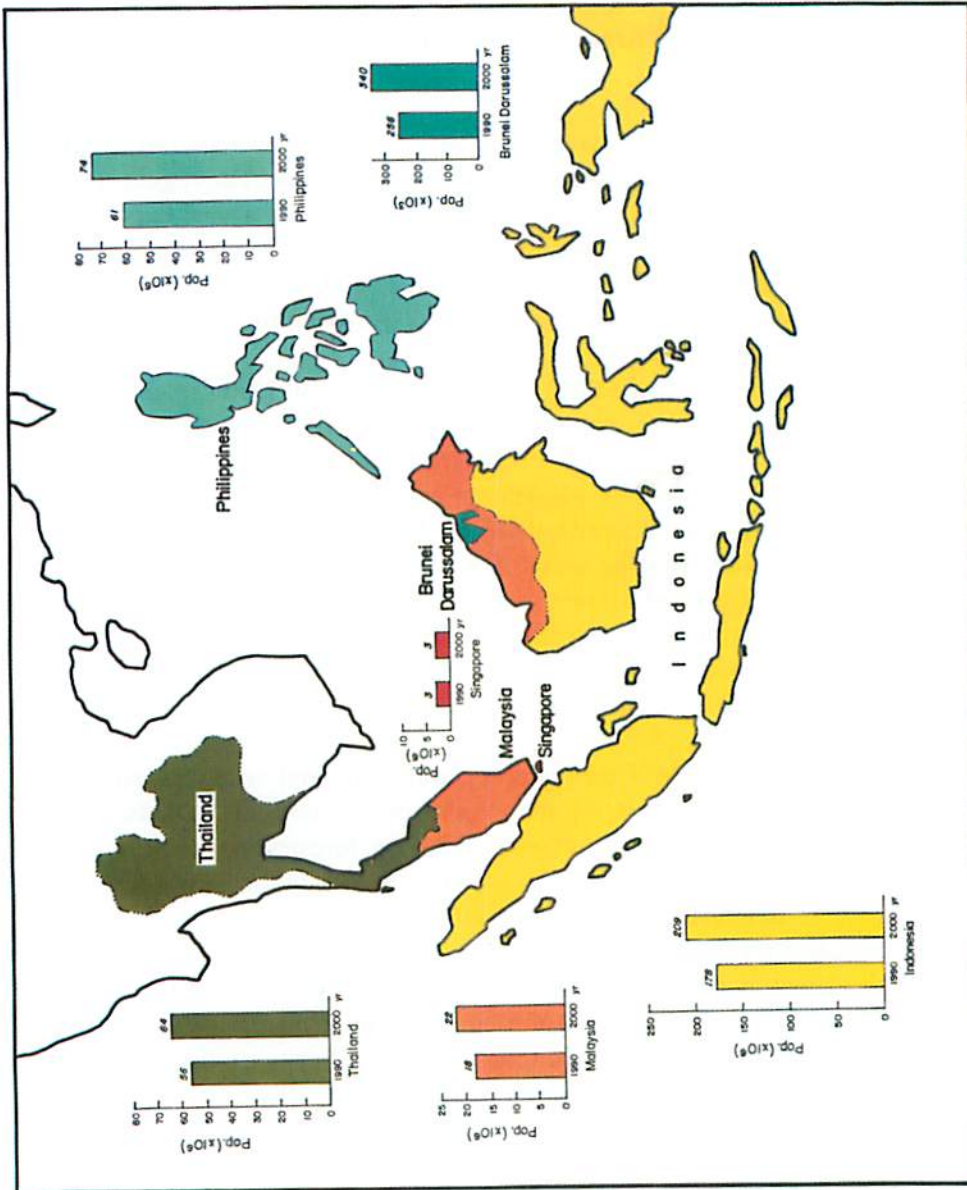 80
70
60
50
40
30
20
10
0
Pop. (x10⁶)
61
74
1990
2000 yr
Philippines
300
200
100
0
Pop. (x10³)
256
340
1990
2000 yr
Brunei Darussalam
Philippines
Brunei
Darussalam
10
5
0
Pop.
(x10⁶)
3
3
1990
2000 yr
Singapore
Thailand
Malaysia
Singapore
Indonesia
80
70
60
50
40
30
20
10
0
Pop. (x10⁶)
56
64
1990
2000 yr
Thailand
25
20
15
10
5
0
Pop. (x10⁶)
18
22
1990
2000 yr
Malaysia
250
200
150
100
50
0
Pop. (x10⁶)
178
209
1990
2000 yr
Indonesia